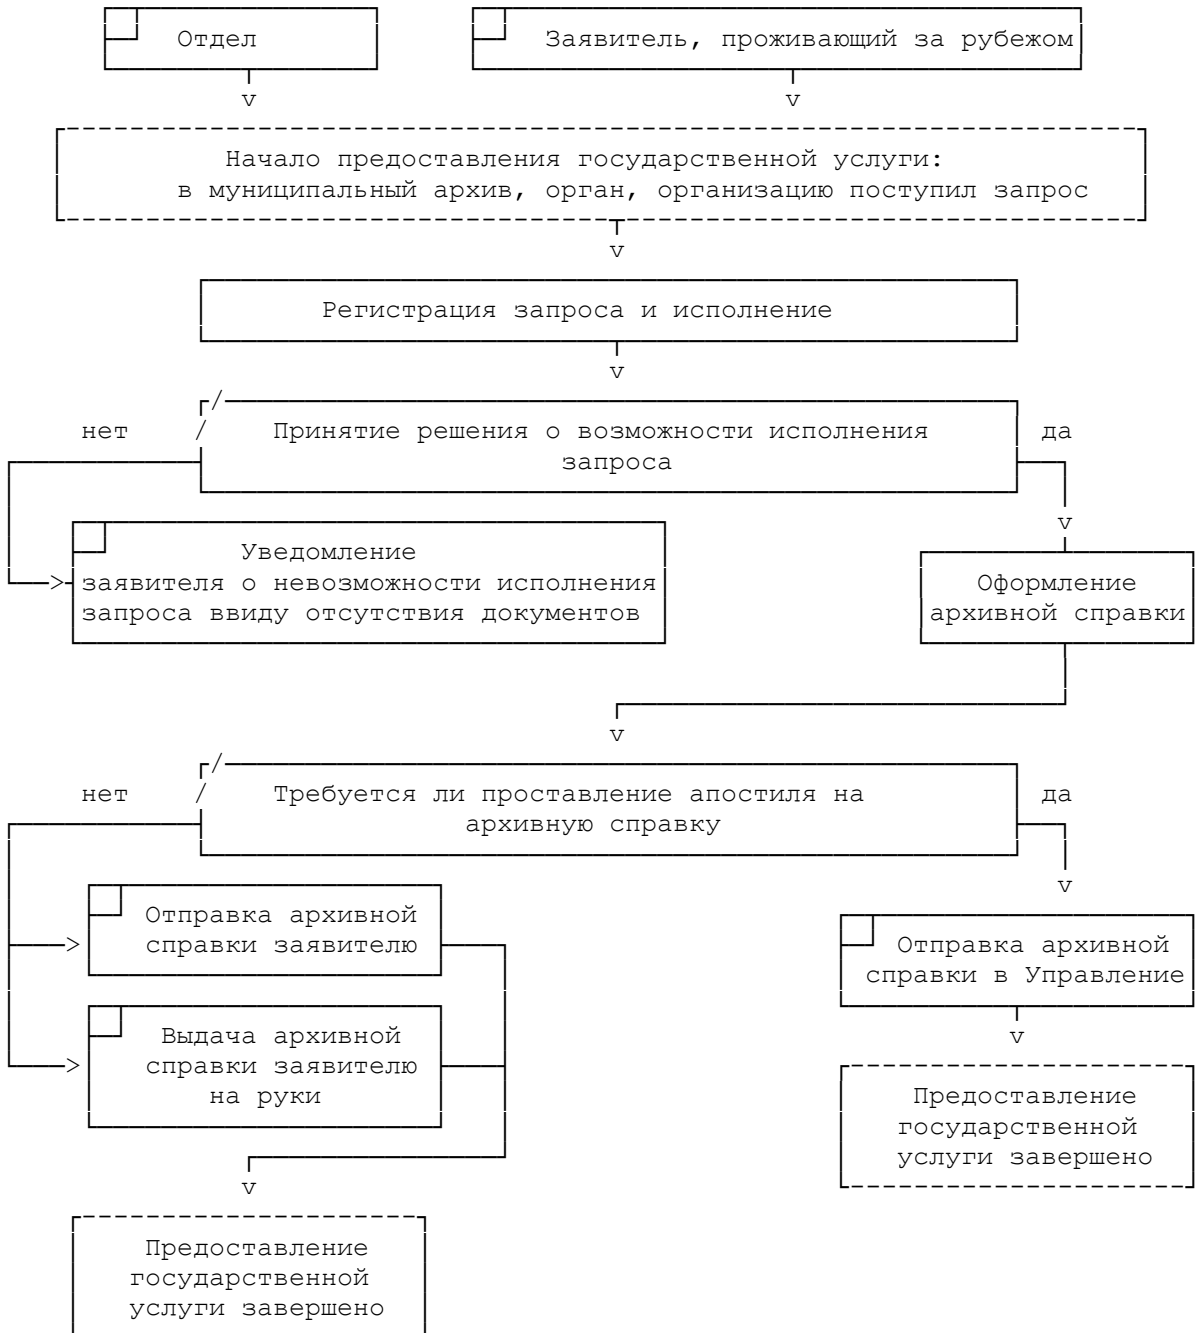 Отдел
Заявитель, проживающий за рубежом
Начало предоставления государственной услуги:
в муниципальный архив, орган, организацию поступил запрос
Регистрация запроса и исполнение
нет
Принятие решения о возможности исполнения
да
запроса
Уведомление
заявителя о невозможности исполнения
запроса ввиду отсутствия документов
Оформление
архивной справки
нет
Требуется ли проставление апостиля на
да
архивную справку
Отправка архивной
справки заявителю
Отправка архивной
справки в Управление
Выдача архивной
справки заявителю
на руки
Предоставление
государственной
услуги завершено
Предоставление
государственной
услуги завершено